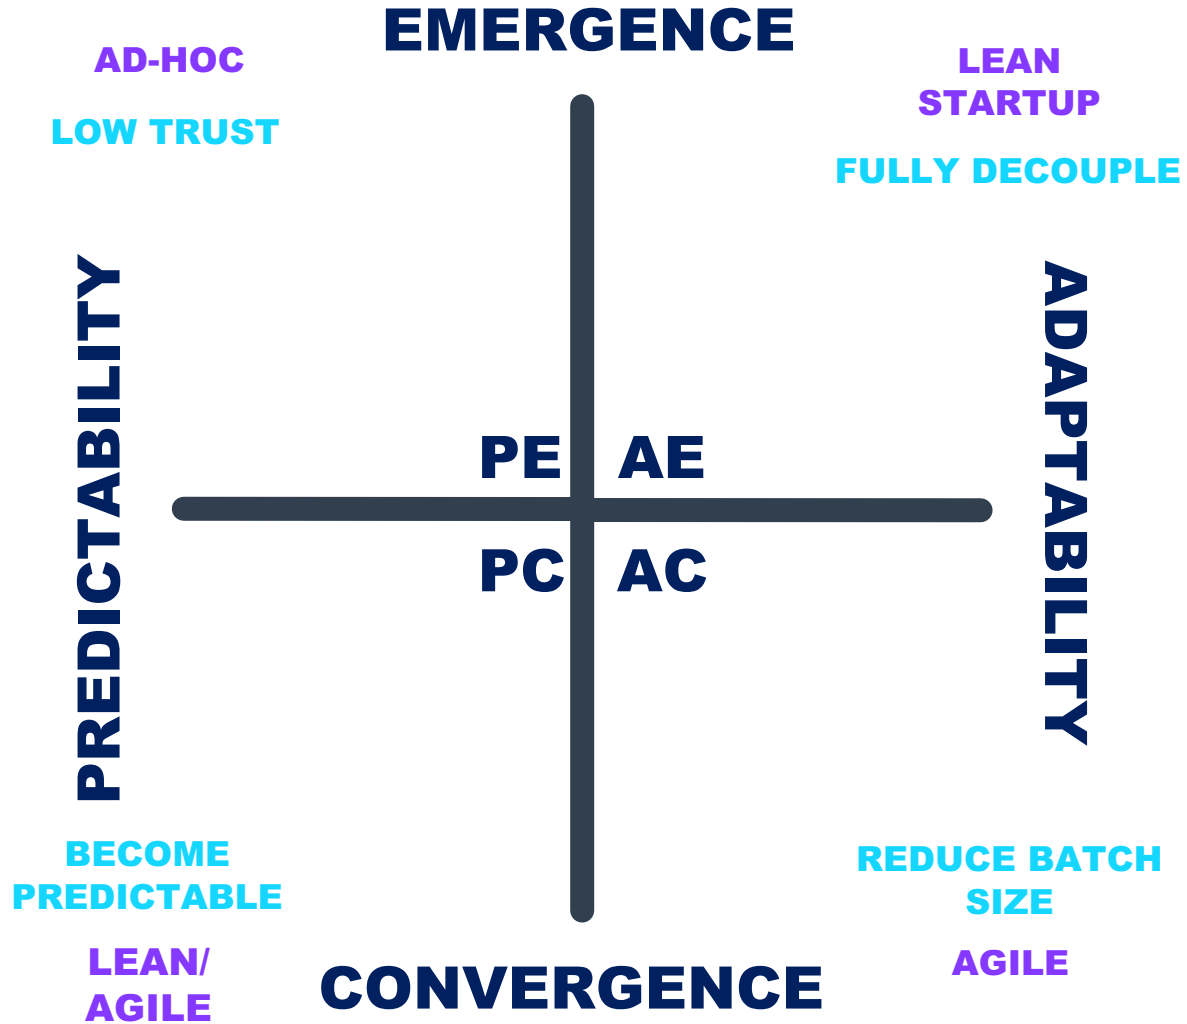 EMERGENCE
AD-HOC
LOW TRUST
LEAN
STARTUP
FULLY DECOUPLE
PREDICTABILITY
ADAPTABILITY
PE
AE
PC
AC
BECOME
PREDICTABLE
LEAN/
AGILE
REDUCE BATCH
SIZE
AGILE
CONVERGENCE